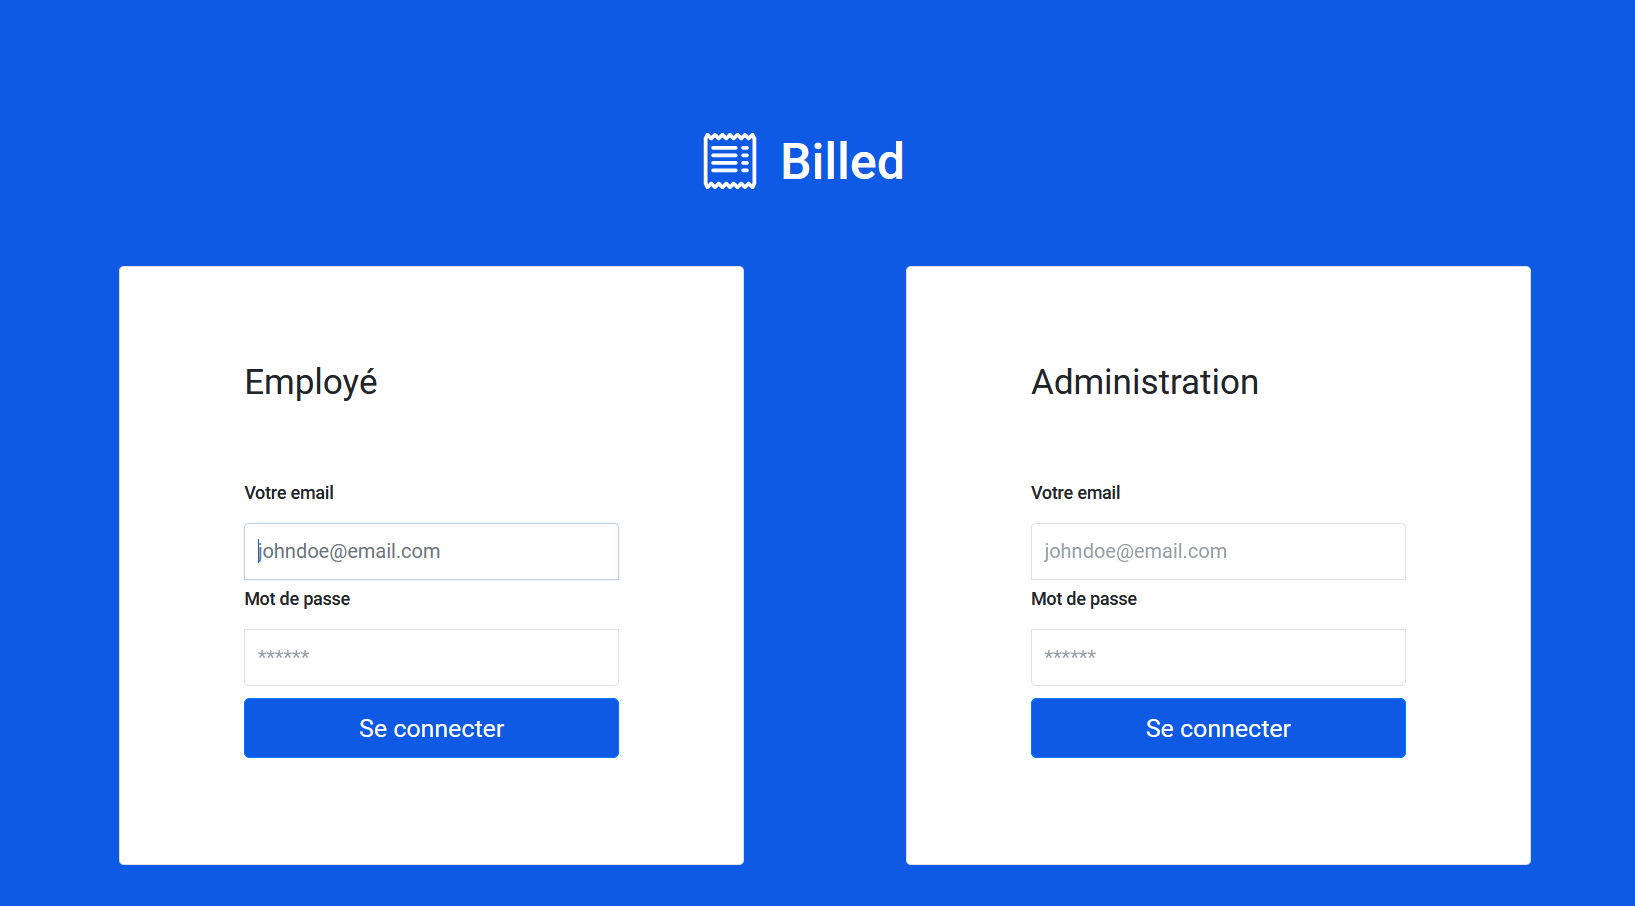 Billed
Employé
Votre email
johndoe@email.com
Mot de passe
******
Se connecter
Administration
Votre email
johndoe@email.com
Mot de passe
******
Se connecter